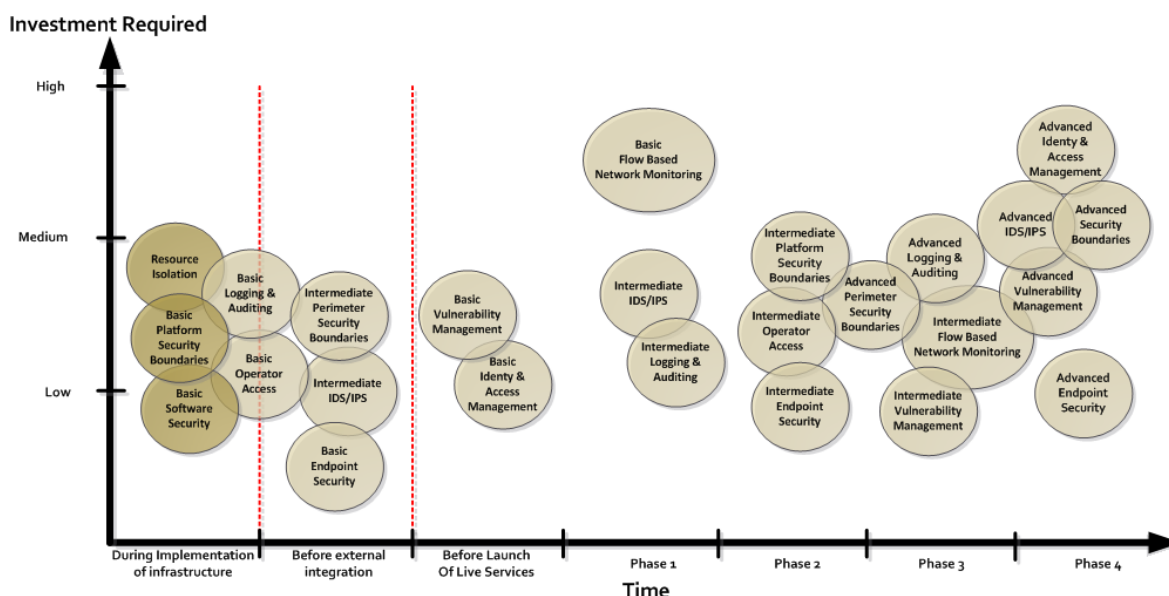 Investment Required
High
Medium
Low
Resource
Isolation
Basic
Platform
Security
Boundaries
Basic
Software
Security
Basic
Logging &
Auditing
Basic
Operator
Access
Intermediate
Perimeter
Security
Boundaries
Intermediate
IDS/IPS
Basic
Endpoint
Security
Basic
Vulnerability
Management
Basic
Identy &
Access
Management
Basic
Flow Based
Network Monitoring
Intermediate
IDS/IPS
Intermediate
Logging &
Auditing
Intermediate
Platform
Security
Boundaries
Intermediate
Operator
Access
Intermediate
Endpoint
Security
Advanced
Perimeter
Security
Boundaries
Advanced
Logging &
Auditing
Intermediate
Flow Based
Network Monitoring
Intermediate
Vulnerability
Management
Advanced
Identy &
Access
Management
Advanced
IDS/IPS
Advanced
Security
Boundaries
Advanced
Vulnerability
Management
Advanced
Endpoint
Security
During Implementation
of infrastructure
Before external
integration
Before Launch
Of Live Services
Phase 1
Phase 2
Phase 3
Phase 4
Time